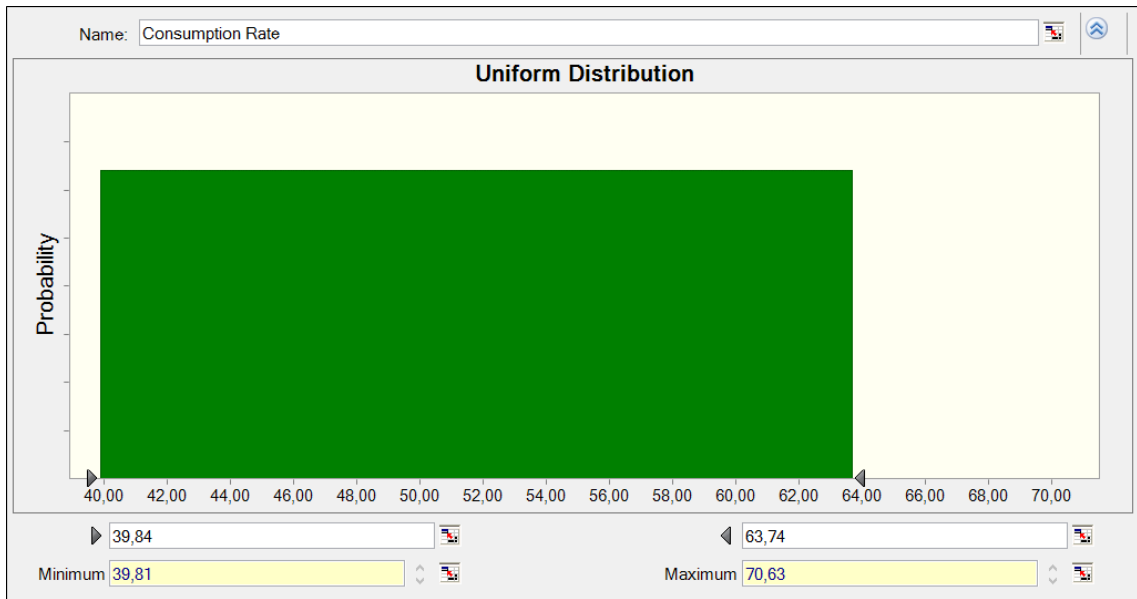 Name: Consumption Rate
Uniform Distribution
Probability
40,00 42,00 44,00 46,00 48,00 50,00 52,00 54,00 56,00 58,00 60,00 62,00 64,00 66,00 68,00 70,00
39,84 63,74
Minimum 39,81 Maximum 70,63